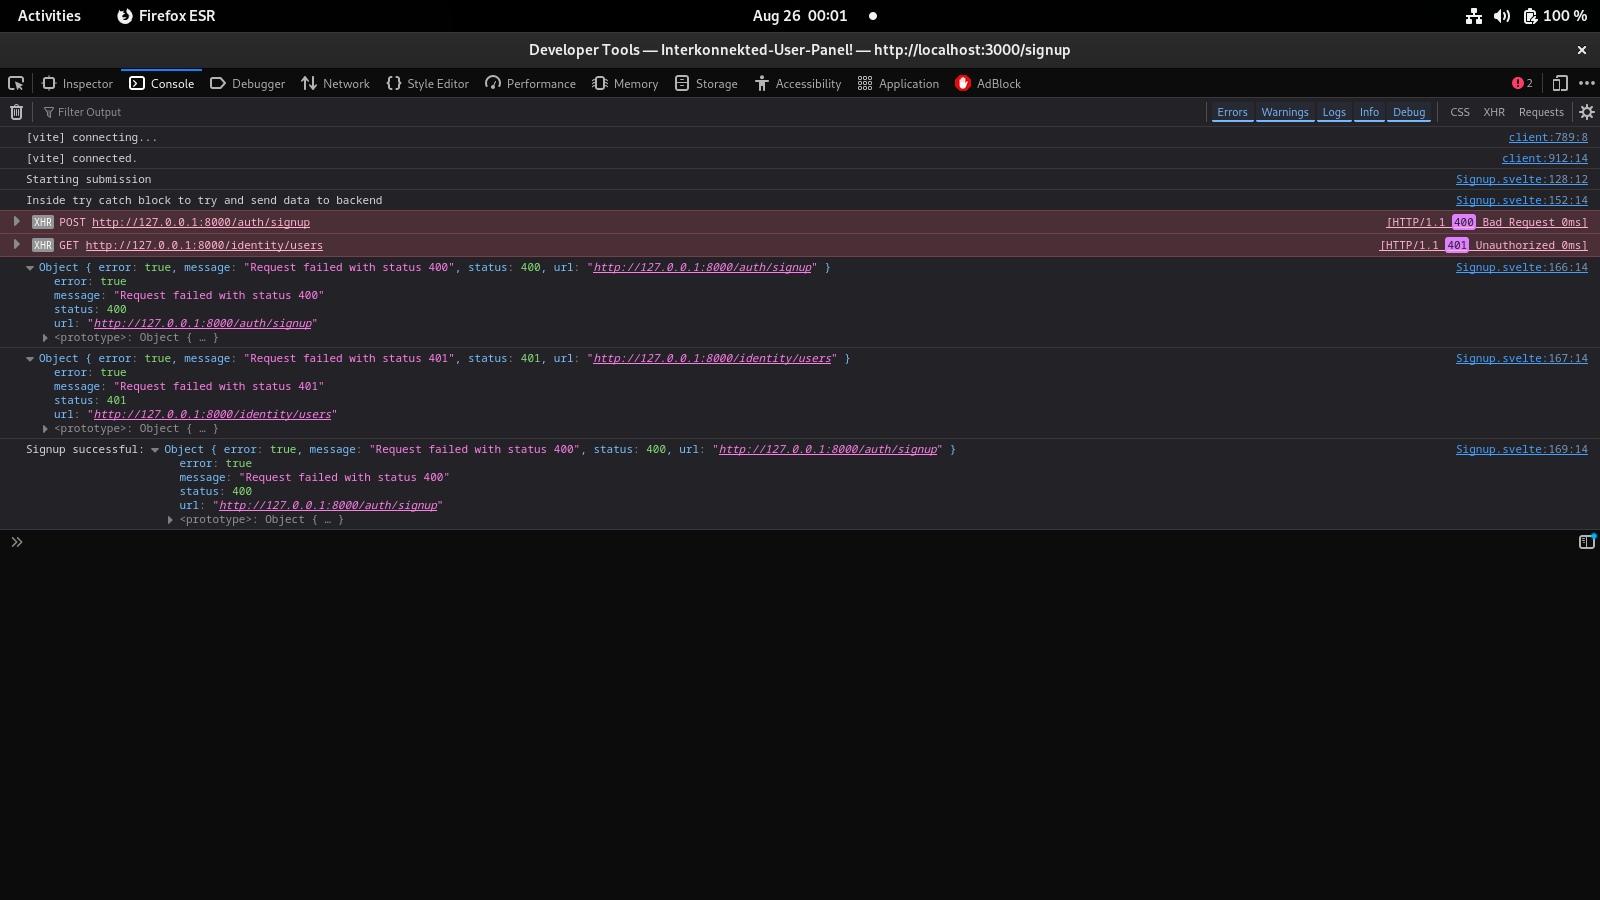 Activities Firefox ESR Aug 26 00:01 100 %
Developer Tools — Interkonnekted-User-Panel! — http://localhost:3000/signup
Inspector Console Debugger Network Style Editor Performance Memory Storage Accessibility Application AdBlock 2
Filter Output Errors Warnings Logs Info Debug CSS XHR Requests
[vite] connecting... client:789:8
[vite] connected. client:912:14
Starting submission Signup.svelte:128:12
Inside try catch block to try and send data to backend Signup.svelte:152:14
XHR POST http://127.0.0.1:8000/auth/signup [HTTP/1.1 400 Bad Request 0ms]
XHR GET http://127.0.0.1:8000/identity/users [HTTP/1.1 401 Unauthorized 0ms]
Object { error: true, message: "Request failed with status 400", status: 400, url: "http://127.0.0.1:8000/auth/signup" } Signup.svelte:166:14
error: true
message: "Request failed with status 400"
status: 400
url: "http://127.0.0.1:8000/auth/signup"
<prototype>: Object { … }
Object { error: true, message: "Request failed with status 401", status: 401, url: "http://127.0.0.1:8000/identity/users" } Signup.svelte:167:14
error: true
message: "Request failed with status 401"
status: 401
url: "http://127.0.0.1:8000/identity/users"
<prototype>: Object { … }
Signup successful: Object { error: true, message: "Request failed with status 400", status: 400, url: "http://127.0.0.1:8000/auth/signup" } Signup.svelte:169:14
error: true
message: "Request failed with status 400"
status: 400
url: "http://127.0.0.1:8000/auth/signup"
<prototype>: Object { … }